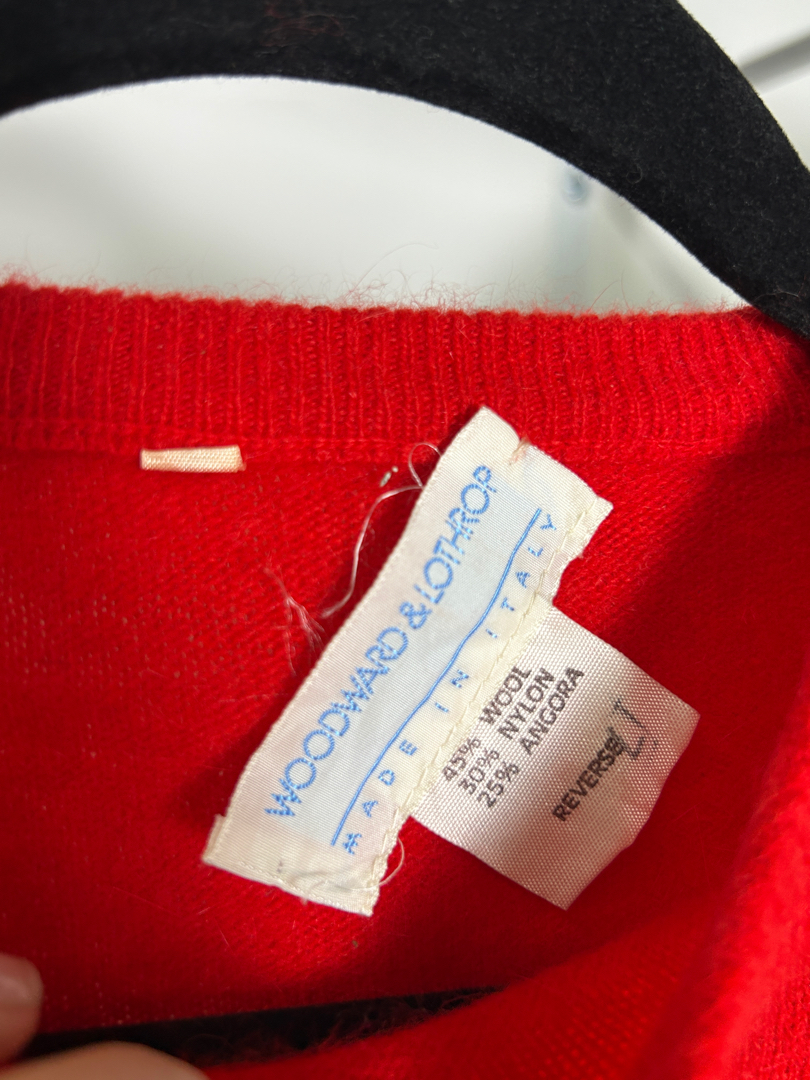 WOODWARD & LOTHROP
MADE IN ITALY
45% WOOL
30% NYLON
25% ANGORA
REVERSE